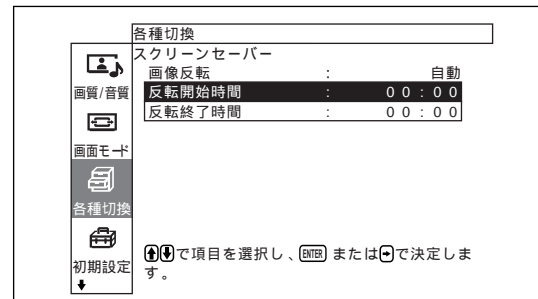 各種切換
スクリーンセーバー
画像反転 : 自動
反転開始時間 : 00:00
反転終了時間 : 00:00
画質/音質
画面モード
各種切換
初期設定
で項目を選択し、ENTER または で決定しま
す。